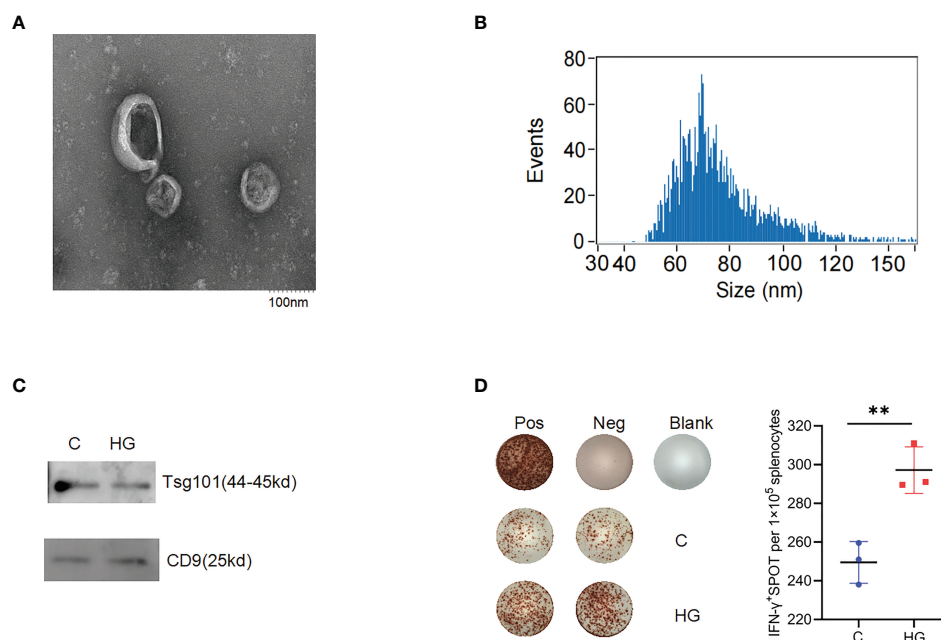 A
100nm
B
Events
80
60
40
20
0
30 40 60 80 100 120 150
Size (nm)
C
C HG
Tsg101(44-45kd)
CD9(25kd)
D
Pos Neg Blank
C
HG
**
IFN-γ⁺SPOT per 1×10⁵ splenocytes
320
300
280
260
240
220
C HG